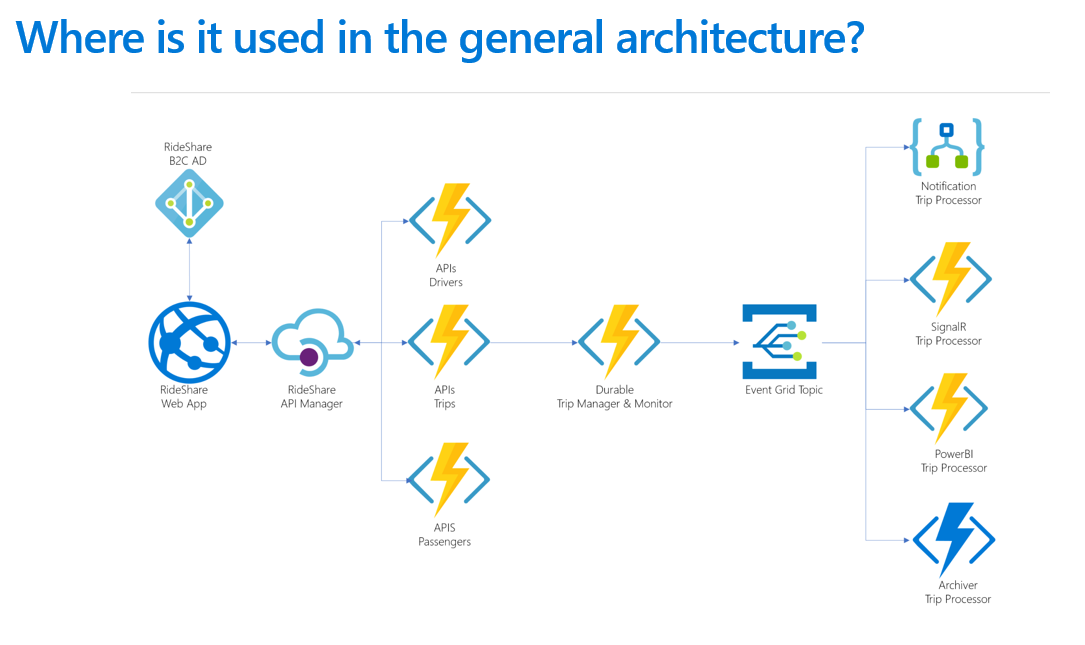 Where is it used in the general architecture?
RideShare
B2C AD
RideShare
Web App
RideShare
API Manager
APIs
Drivers
APIs
Trips
APIS
Passengers
Durable
Trip Manager & Monitor
Event Grid Topic
Notification
Trip Processor
SignalR
Trip Processor
PowerBI
Trip Processor
Archiver
Trip Processor